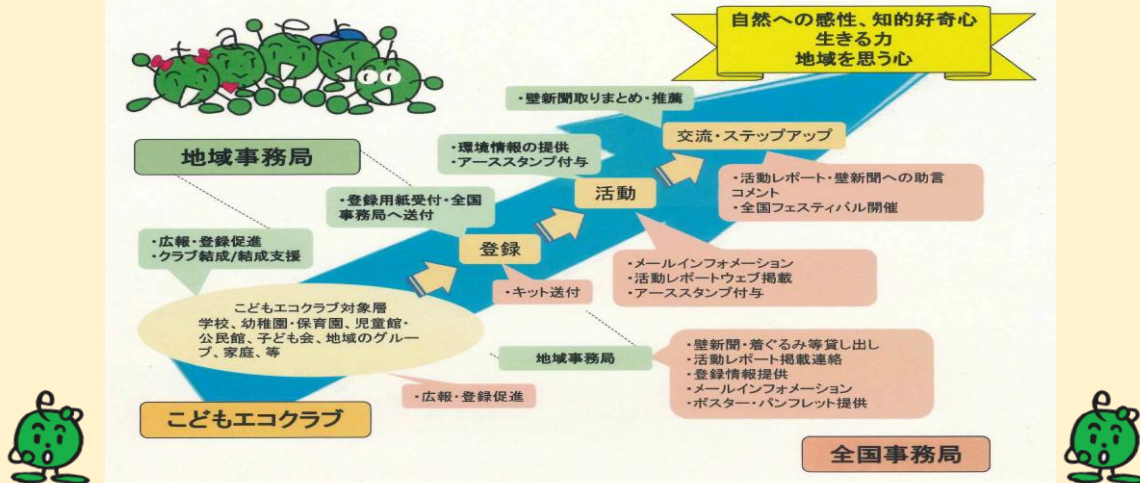 自然への感性、知的好奇心
生きる力
地域を思う心
・壁新聞取りまとめ・推薦
交流・ステップアップ
・環境情報の提供
・アーススタンプ付与
地域事務局
・活動レポート・壁新聞への助言
コメント
・全国フェスティバル開催
活動
・登録用紙受付・全国
事務局へ送付
・広報・登録促進
・クラブ結成/結成支援
登録
・メールインフォメーション
・活動レポートウェブ掲載
・アーススタンプ付与
・キット送付
こどもエコクラブ対象層
学校、幼稚園・保育園、児童館・
公民館、子ども会、地域のグルー
プ、家庭、等
地域事務局
・壁新聞・着ぐるみ等貸し出し
・活動レポート掲載連絡
・登録情報提供
・メールインフォメーション
・ポスター・パンフレット提供
・広報・登録促進
こどもエコクラブ
全国事務局